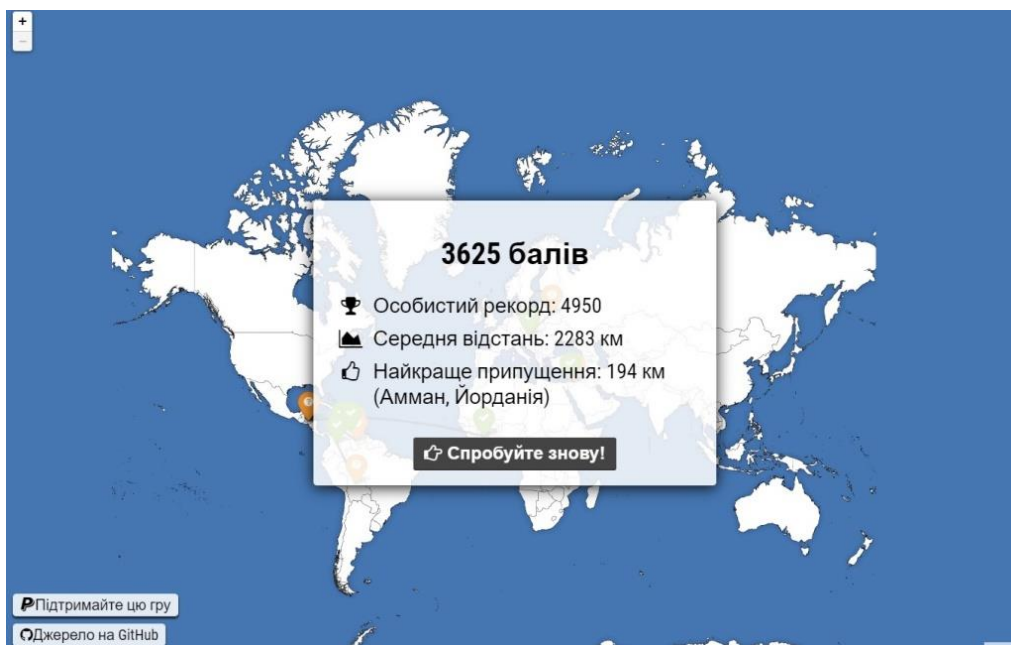 +
−
3625 балів
Особистий рекорд: 4950
Середня відстань: 2283 км
Найкраще припущення: 194 км
(Амман, Йорданія)
Спробуйте знову!
Підтримайте цю гру
Джерело на GitHub